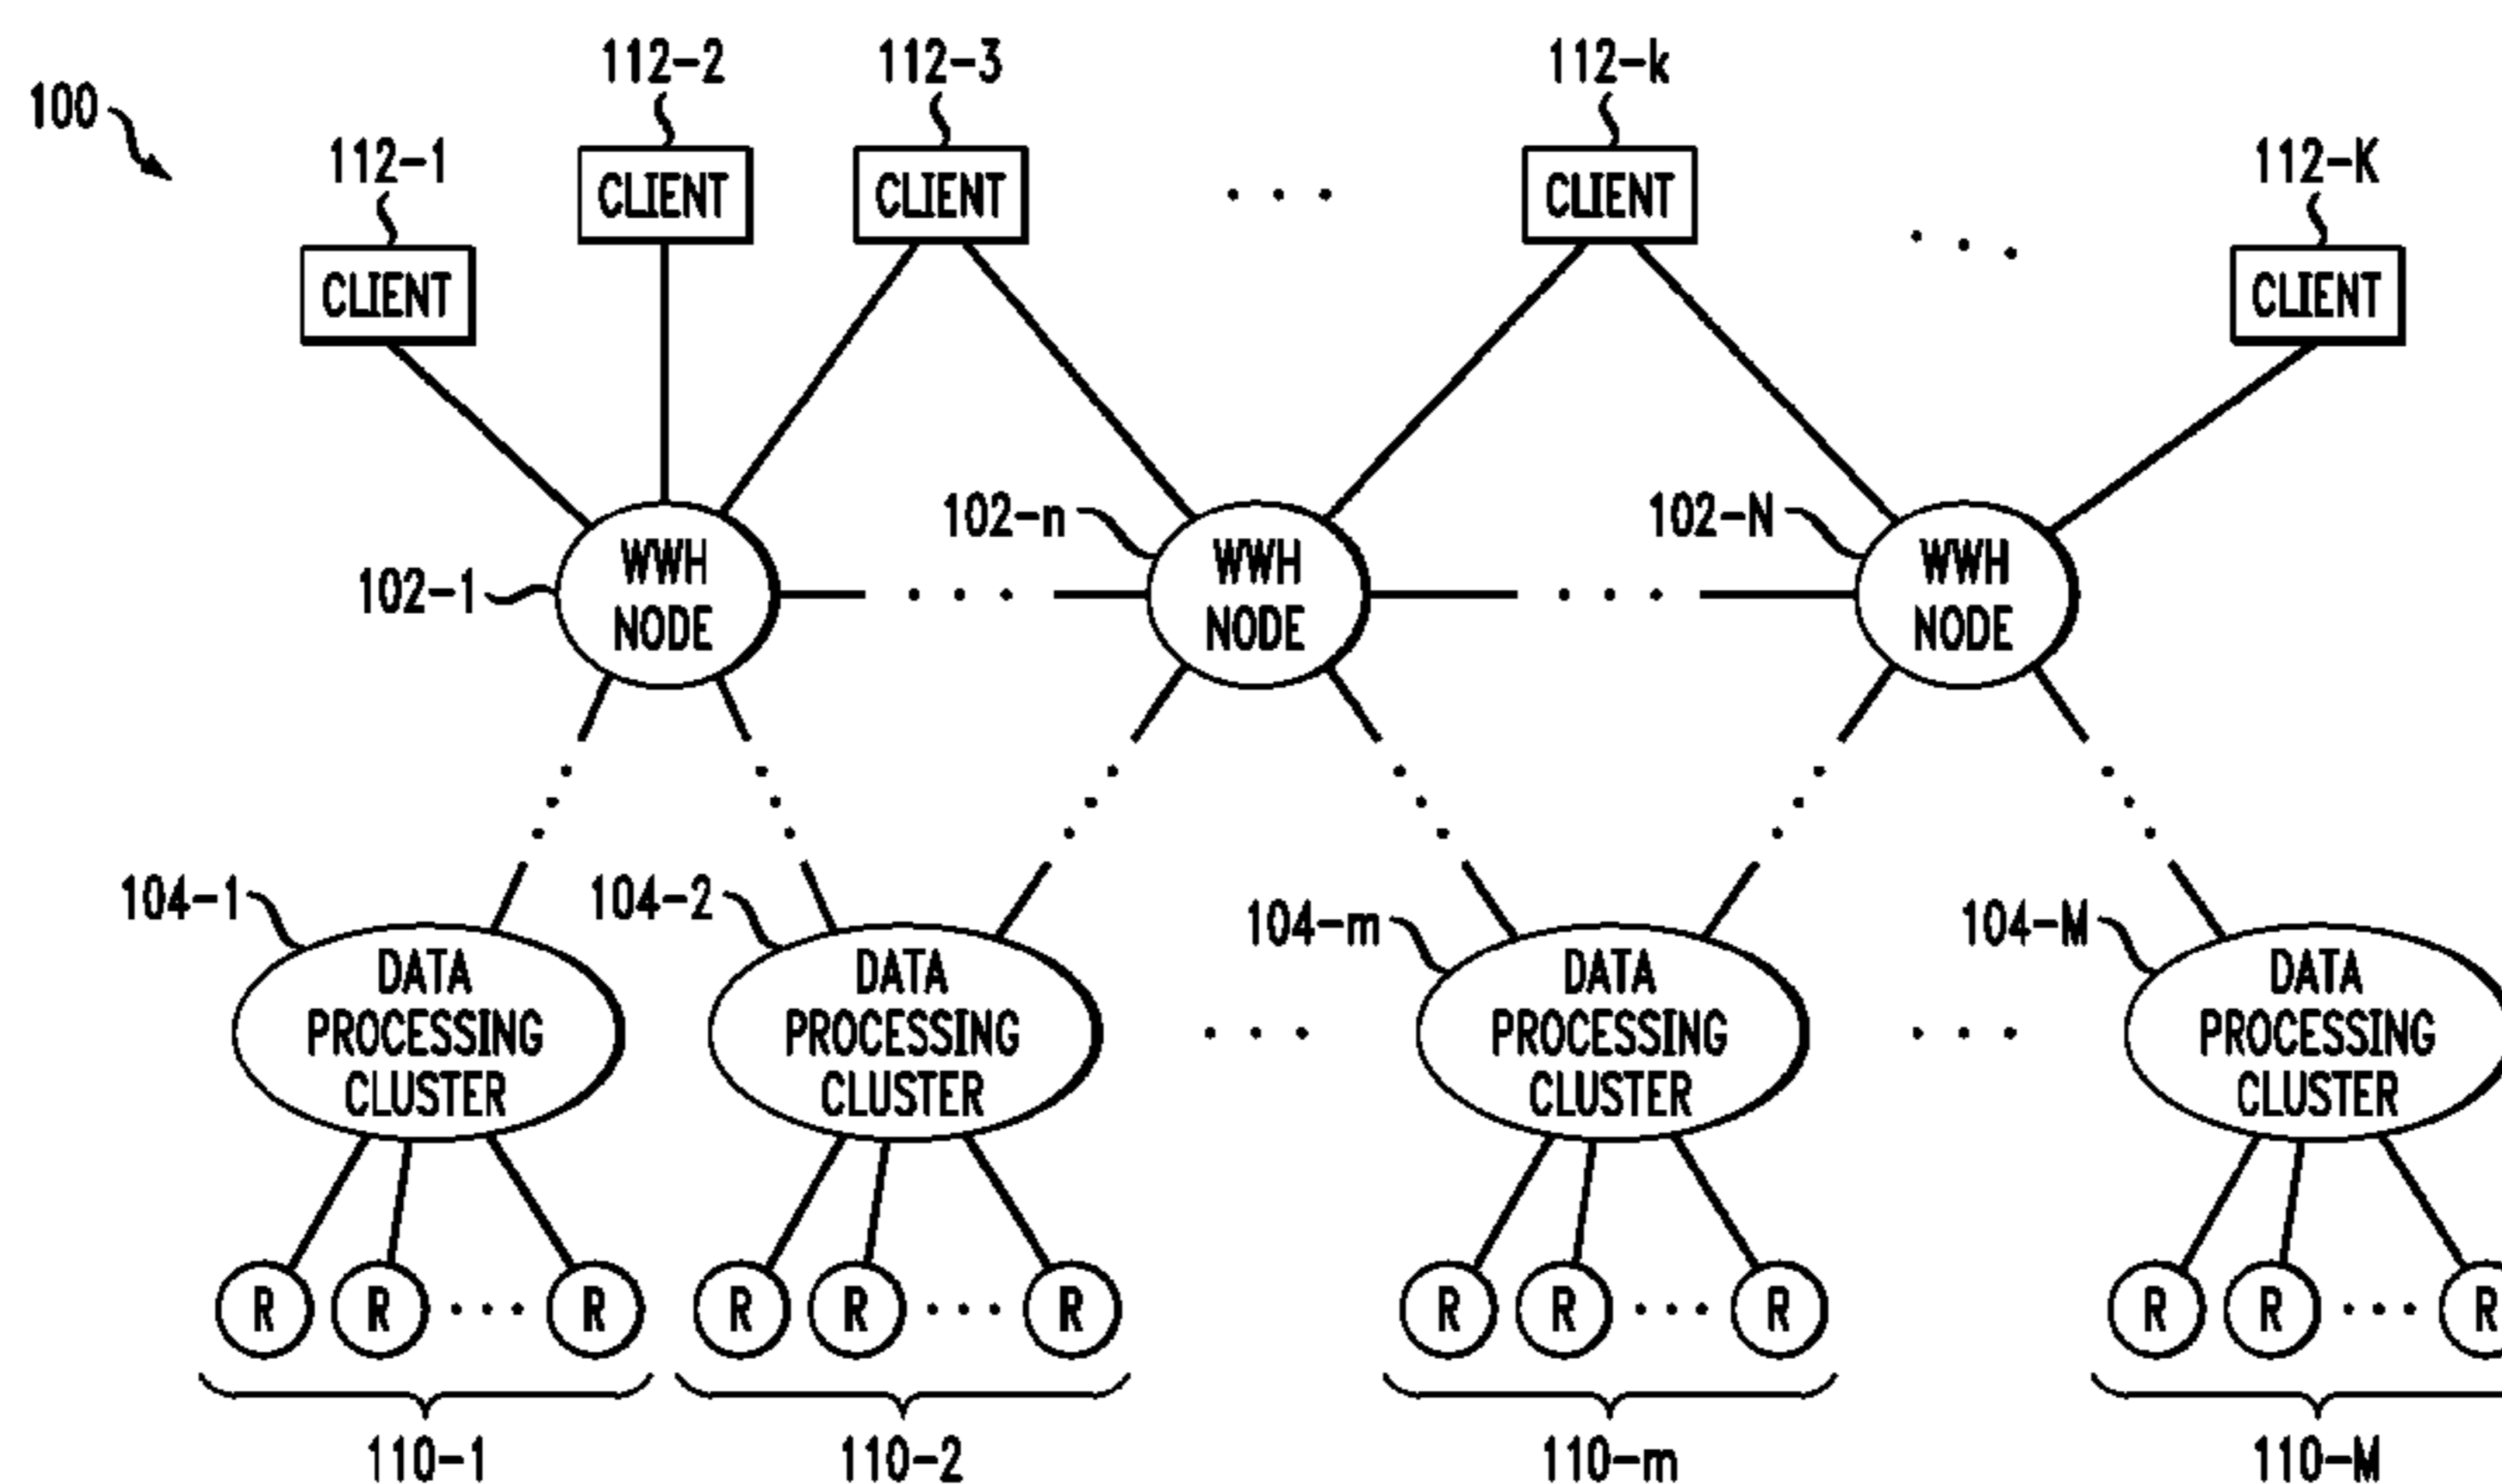 112-2 112-3 112-k
100
112-1 112-K
CLIENT CLIENT CLIENT
CLIENT CLIENT
102-n 102-N
WWH WWH WWH
102-1
NODE NODE NODE
104-1 104-2 104-m 104-M
DATA DATA DATA DATA
PROCESSING PROCESSING PROCESSING PROCESSING
CLUSTER CLUSTER CLUSTER CLUSTER
R R ... R R R ... R R R ... R R R ... R
110-1 110-2 110-m 110-M